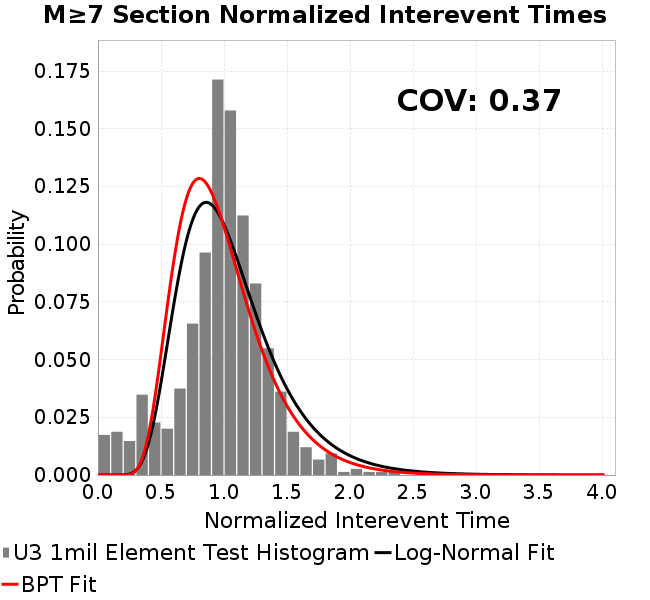 M≥7 Section Normalized Interevent Times
COV: 0.37
0.175
0.150
0.125
0.100
0.075
0.050
0.025
0.000
Probability
0.0 0.5 1.0 1.5 2.0 2.5 3.0 3.5 4.0
Normalized Interevent Time
U3 1mil Element Test Histogram Log-Normal Fit
BPT Fit